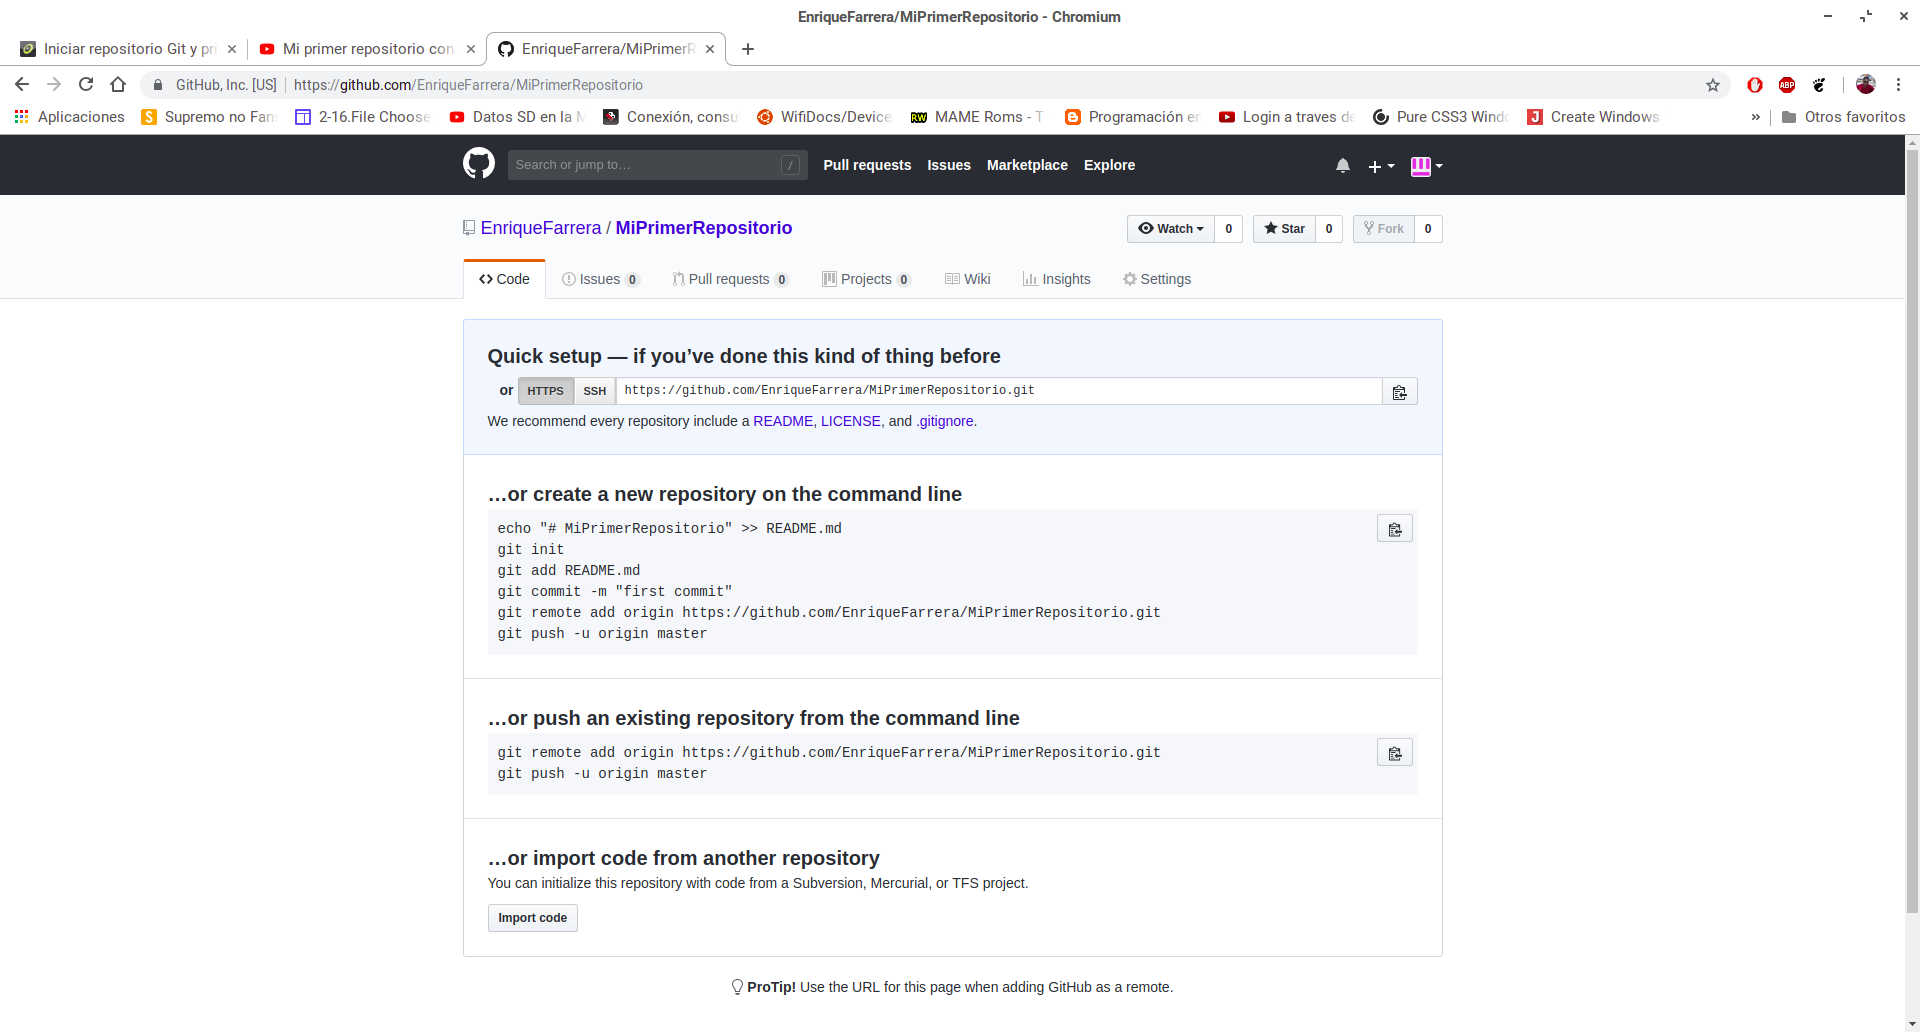 EnriqueFarrera/MiPrimerRepositorio - Chromium
Iniciar repositorio Git y pri
Mi primer repositorio con
EnriqueFarrera/MiPrimerR
GitHub, Inc. [US]
https://github.com/EnriqueFarrera/MiPrimerRepositorio
ABP
Aplicaciones
Supremo no Fan
2-16.File Choose
Datos SD en la M
Conexión, consu
WifiDocs/Device
MAME Roms - T
Programación en
Login a traves de
Pure CSS3 Windo
Create Windows
»
Otros favoritos
Search or jump to…
/
Pull requests
Issues
Marketplace
Explore
EnriqueFarrera / MiPrimerRepositorio
Watch 0
Star 0
Fork 0
Code
Issues 0
Pull requests 0
Projects 0
Wiki
Insights
Settings
Quick setup — if you’ve done this kind of thing before
or HTTPS SSH https://github.com/EnriqueFarrera/MiPrimerRepositorio.git
We recommend every repository include a README, LICENSE, and .gitignore.
…or create a new repository on the command line
echo "# MiPrimerRepositorio" >> README.md
git init
git add README.md
git commit -m "first commit"
git remote add origin https://github.com/EnriqueFarrera/MiPrimerRepositorio.git
git push -u origin master
…or push an existing repository from the command line
git remote add origin https://github.com/EnriqueFarrera/MiPrimerRepositorio.git
git push -u origin master
…or import code from another repository
You can initialize this repository with code from a Subversion, Mercurial, or TFS project.
Import code
ProTip! Use the URL for this page when adding GitHub as a remote.